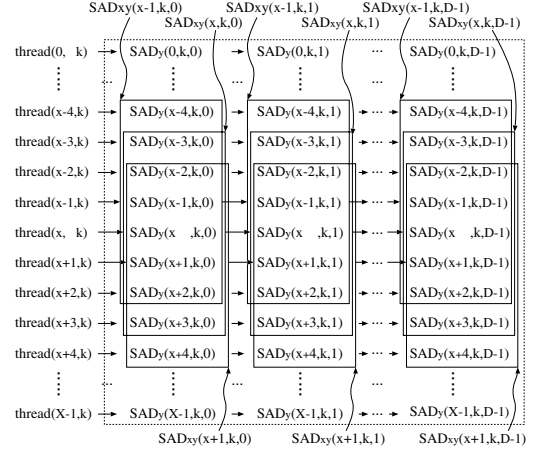 SADxy(x-1,k,0) SADxy(x-1,k,1) SADxy(x-1,k,D-1)
SADxy(x,k,0) SADxy(x,k,1) SADxy(x,k,D-1)
thread(0, k) SADy(0,k,0) SADy(0,k,1) ... SADy(0,k,D-1)
... ...
thread(x-4,k) SADy(x-4,k,0) SADy(x-4,k,1) ... SADy(x-4,k,D-1)
thread(x-3,k) SADy(x-3,k,0) SADy(x-3,k,1) ... SADy(x-3,k,D-1)
thread(x-2,k) SADy(x-2,k,0) SADy(x-2,k,1) ... SADy(x-2,k,D-1)
thread(x-1,k) SADy(x-1,k,0) SADy(x-1,k,1) ... SADy(x-1,k,D-1)
thread(x, k) SADy(x ,k,0) SADy(x ,k,1) ... SADy(x ,k,D-1)
thread(x+1,k) SADy(x+1,k,0) SADy(x+1,k,1) ... SADy(x+1,k,D-1)
thread(x+2,k) SADy(x+2,k,0) SADy(x+2,k,1) ... SADy(x+2,k,D-1)
thread(x+3,k) SADy(x+3,k,0) SADy(x+3,k,1) ... SADy(x+3,k,D-1)
thread(x+4,k) SADy(x+4,k,0) SADy(x+4,k,1) ... SADy(x+4,k,D-1)
... ...
thread(X-1,k) SADy(X-1,k,0) SADy(X-1,k,1) ... SADy(X-1,k,D-1)
SADxy(x+1,k,0) SADxy(x+1,k,1) SADxy(x+1,k,D-1)